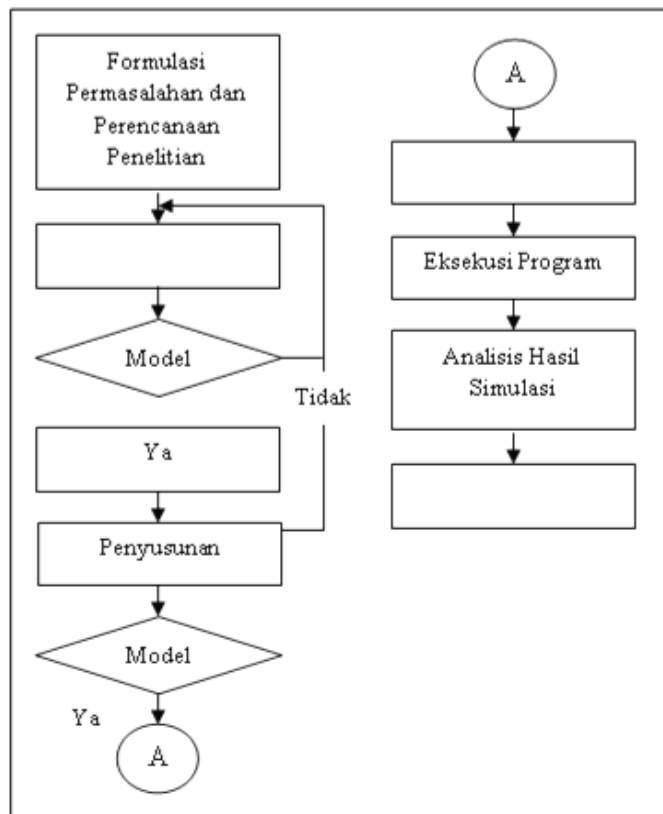 Formulasi
Permasalahan dan
Perencanaan
Penelitian
Model
Tidak
Ya
Penyusunan
Model
Ya
A
A
Eksekusi Program
Analisis Hasil
Simulasi